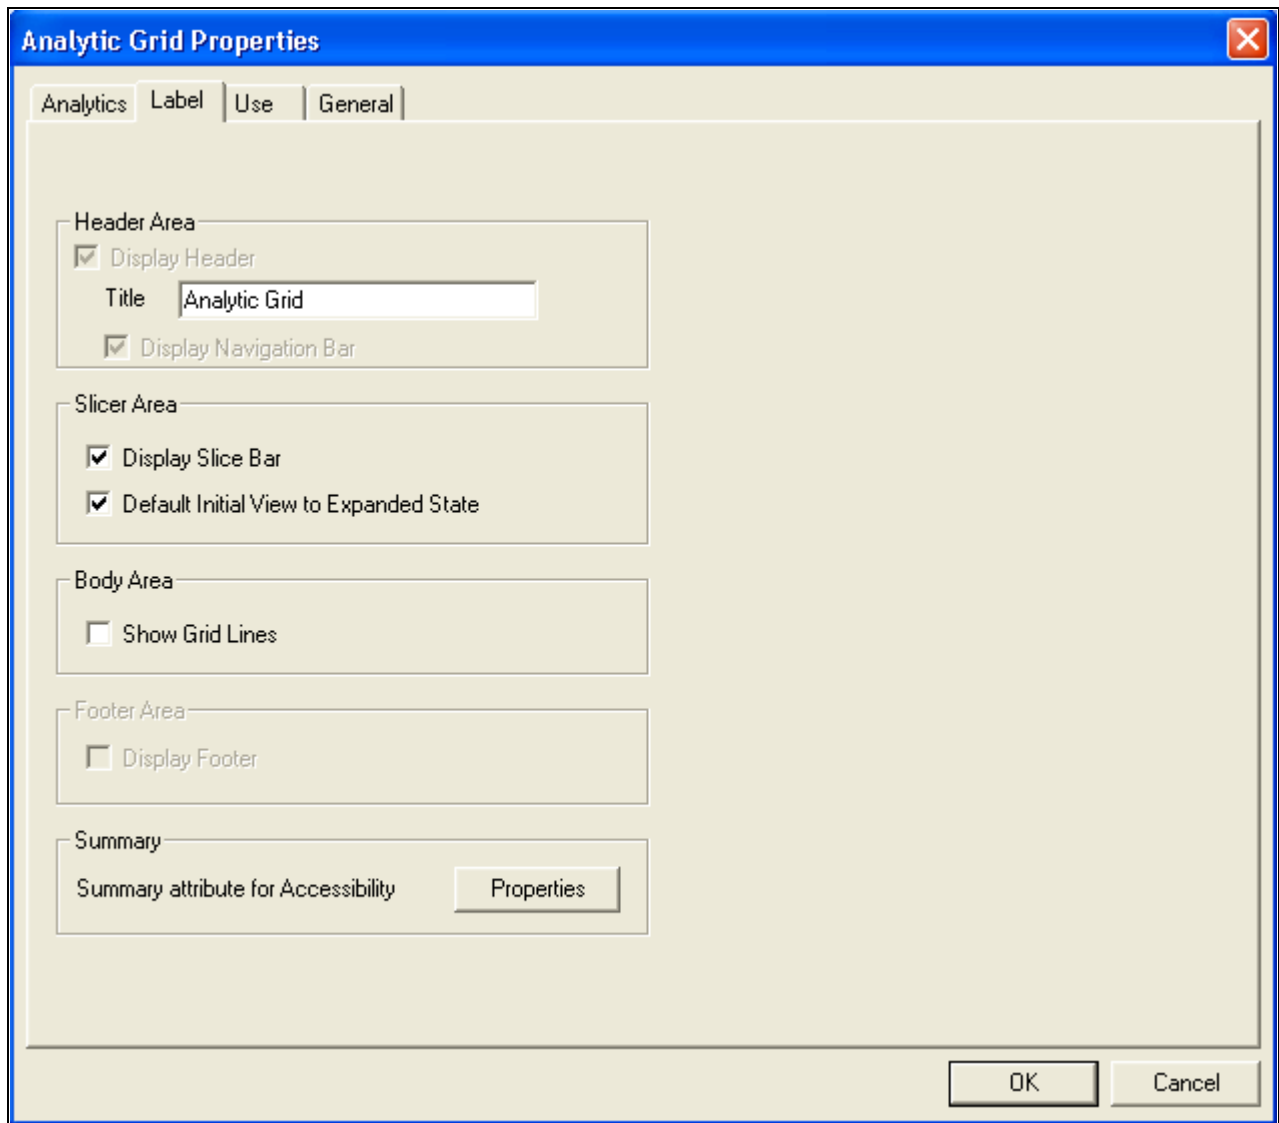 Analytic Grid Properties
Analytics Label Use General
Header Area
Display Header
Title Analytic Grid
Display Navigation Bar
Slicer Area
Display Slice Bar
Default Initial View to Expanded State
Body Area
Show Grid Lines
Footer Area
Display Footer
Summary
Summary attribute for Accessibility Properties
OK Cancel